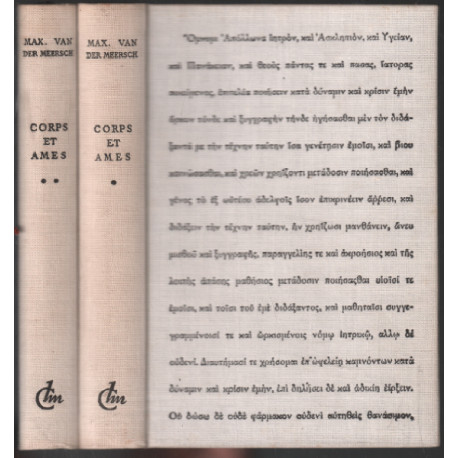 MAX. VAN
DER MEERSCH
CORPS
ET
AMES
• •
MAX. VAN
DER MEERSCH
CORPS
ET
AMES
•
Ὄμνυμι Ἀπόλλωνα ἰητρὸν, καὶ Ἀσκληπιὸν, καὶ Ὑγείαν,
καὶ Πανάκειαν, καὶ θεοὺς πάντας τε καὶ πασας, ἵστορας
ποιεύμενος, ἐπιτελέα ποιήσειν κατὰ δύναμιν καὶ κρίσιν ἐμὴν
ὅρκον τόνδε καὶ ξυγγραφὴν τήνδε ἡγήσασθαι μὲν τὸν διδά-
ξαντά με τὴν τέχνην ταύτην ἴσα γενέτῃσιν ἐμοῖσι, καὶ βίου
κοινώσασθαι, καὶ χρεῶν χρηΐζοντι μετάδοσιν ποιήσασθαι, καὶ
γένος τὸ ἐξ ωὐτέου ἀδελφοῖς ἴσον ἐπικρινέειν ἄῤῥεσι, καὶ
διδάξειν τὴν τέχνην ταύτην, ἢν χρηΐζωσι μανθάνειν, ἄνευ
μισθοῦ καὶ ξυγγραφῆς, παραγγελίης τε καὶ ἀκροήσιος καὶ τῆς
λοιπῆς ἁπάσης μαθήσιος μετάδοσιν ποιήσασθαι υἱοῖσί τε
ἐμοῖσι, καὶ τοῖσι τοῦ ἐμὲ διδάξαντος, καὶ μαθηταῖσι συγγε-
γραμμένοισί τε καὶ ὡρκισμένοις νόμῳ ἰητρικῷ, ἄλλῳ δὲ
οὐδενί. Διαιτήμασί τε χρήσομαι ἐπ' ὠφελείῃ καμνόντων κατὰ
δύναμιν καὶ κρίσιν ἐμὴν, ἐπὶ δηλήσει δὲ καὶ ἀδικίῃ εἴρξειν.
Οὐ δώσω δὲ οὐδὲ φάρμακον οὐδενὶ αἰτηθεὶς θανάσιμον,